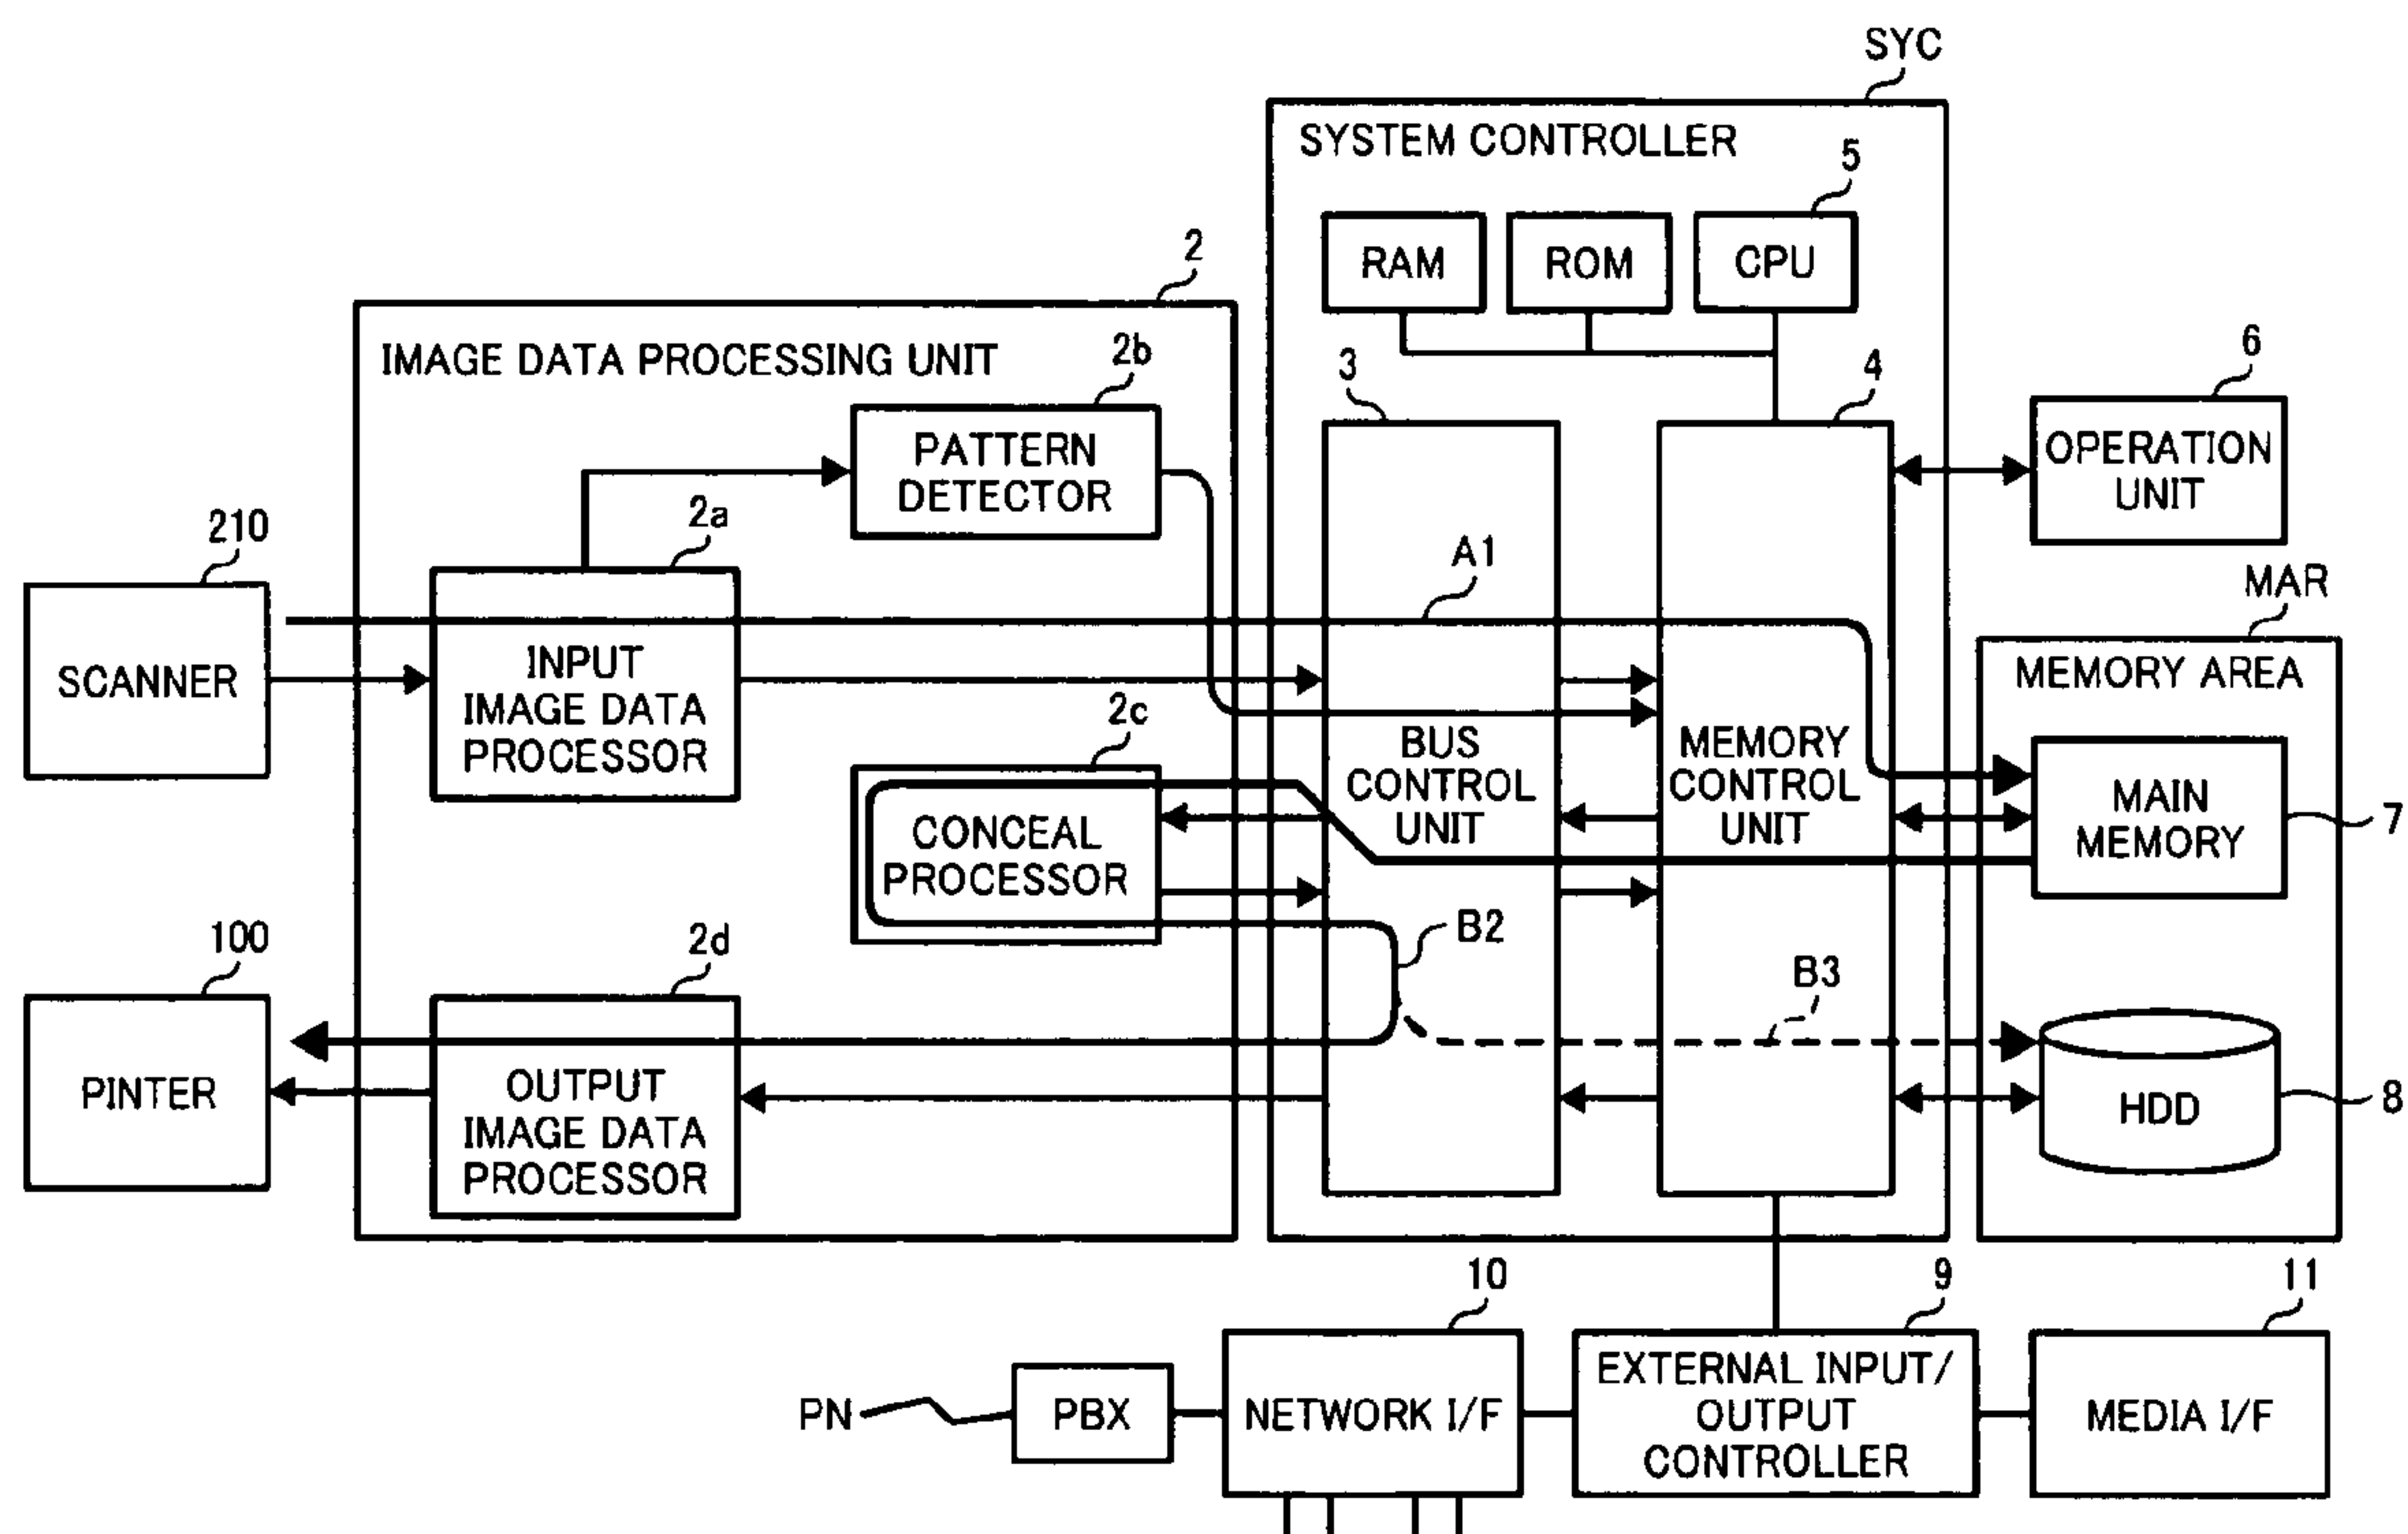 SYC
SYSTEM CONTROLLER
5
RAM
ROM
CPU
2
IMAGE DATA PROCESSING UNIT
2b
PATTERN
DETECTOR
3
4
6
OPERATION
UNIT
210
SCANNER
2a
INPUT
IMAGE DATA
PROCESSOR
A1
MAR
MEMORY AREA
2c
CONCEAL
PROCESSOR
BUS
CONTROL
UNIT
MEMORY
CONTROL
UNIT
MAIN
MEMORY
7
100
PINTER
2d
OUTPUT
IMAGE DATA
PROCESSOR
B2
B3
HDD
8
10
9
11
PN
PBX
NETWORK I/F
EXTERNAL INPUT/
OUTPUT
CONTROLLER
MEDIA I/F